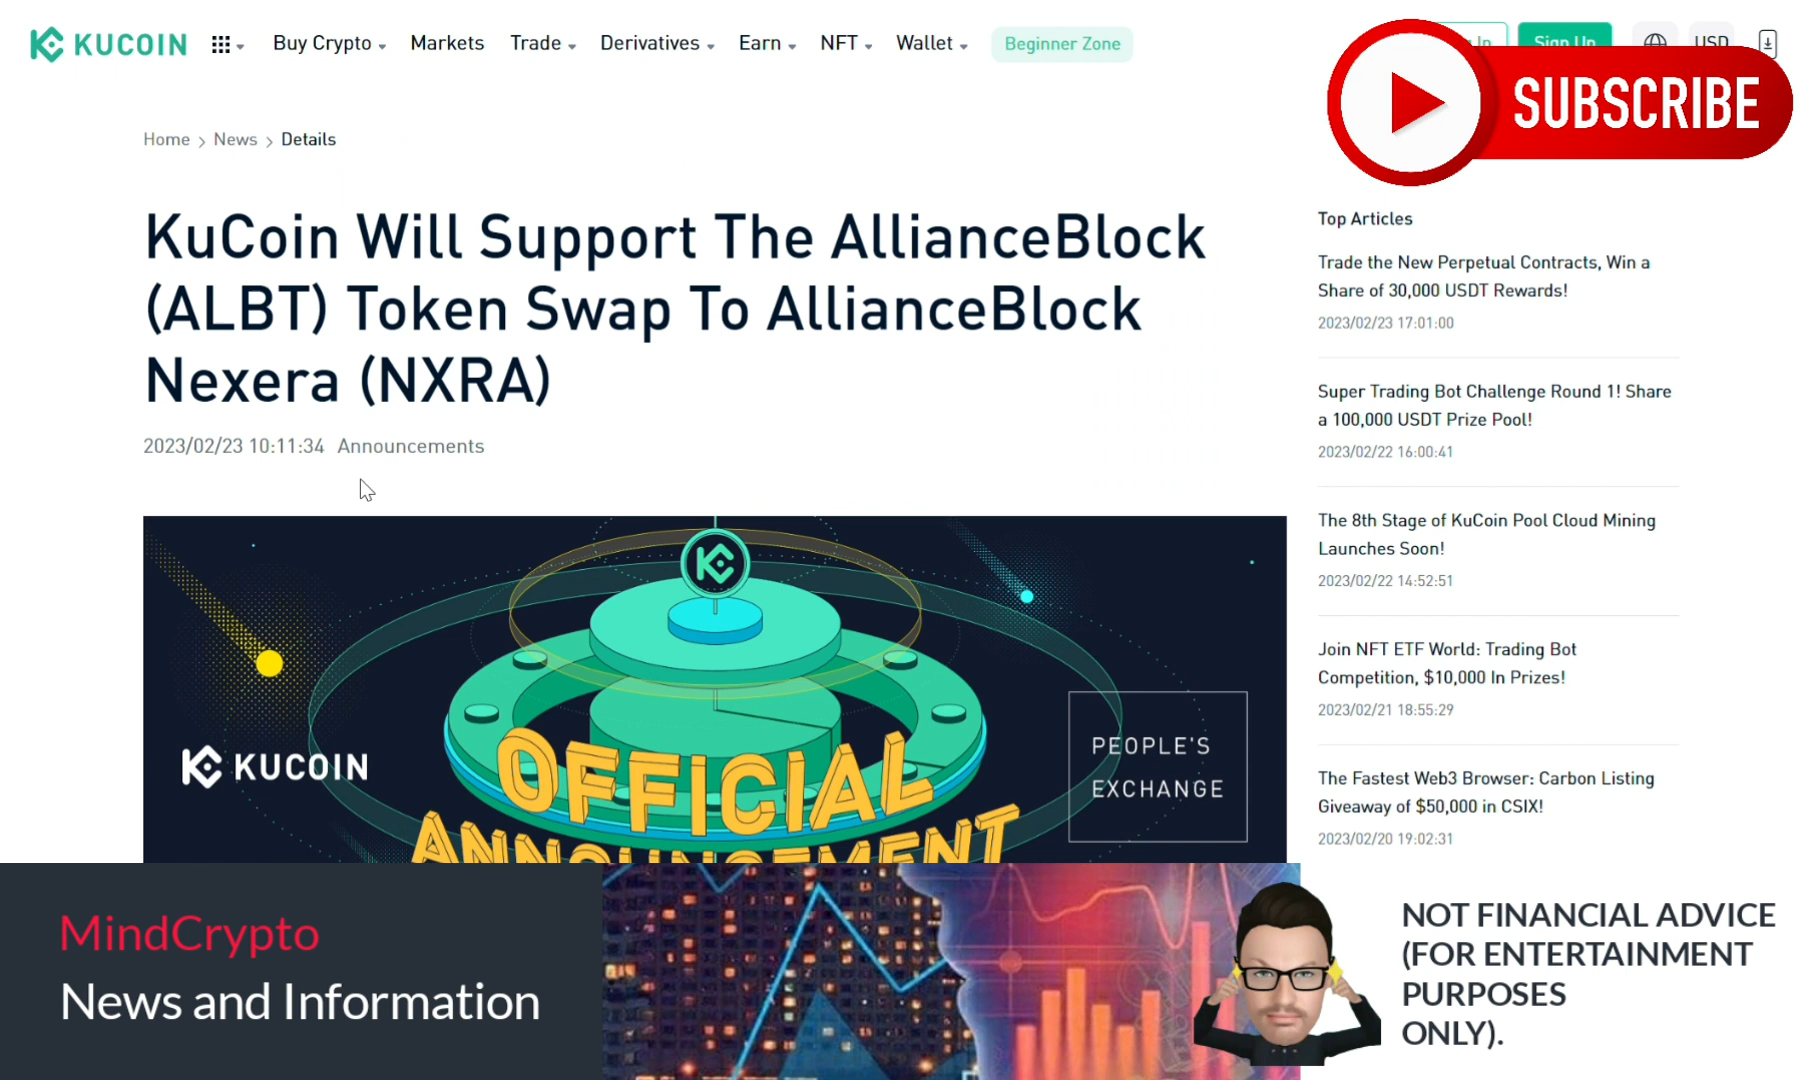 KUCOIN
Buy Crypto
Markets
Trade
Derivatives
Earn
NFT
Wallet
Beginner Zone
Sign Up
USD
SUBSCRIBE
Home > News > Details
KuCoin Will Support The AllianceBlock
(ALBT) Token Swap To AllianceBlock
Nexera (NXRA)
2023/02/23 10:11:34 Announcements
KUCOIN
OFFICIAL
ANNOUNCEMENT
PEOPLE'S
EXCHANGE
Top Articles
Trade the New Perpetual Contracts, Win a
Share of 30,000 USDT Rewards!
2023/02/23 17:01:00
Super Trading Bot Challenge Round 1! Share
a 100,000 USDT Prize Pool!
2023/02/22 16:00:41
The 8th Stage of KuCoin Pool Cloud Mining
Launches Soon!
2023/02/22 14:52:51
Join NFT ETF World: Trading Bot
Competition, $10,000 In Prizes!
2023/02/21 18:55:29
The Fastest Web3 Browser: Carbon Listing
Giveaway of $50,000 in CSIX!
2023/02/20 19:02:31
MindCrypto
News and Information
NOT FINANCIAL ADVICE
(FOR ENTERTAINMENT
PURPOSES
ONLY).